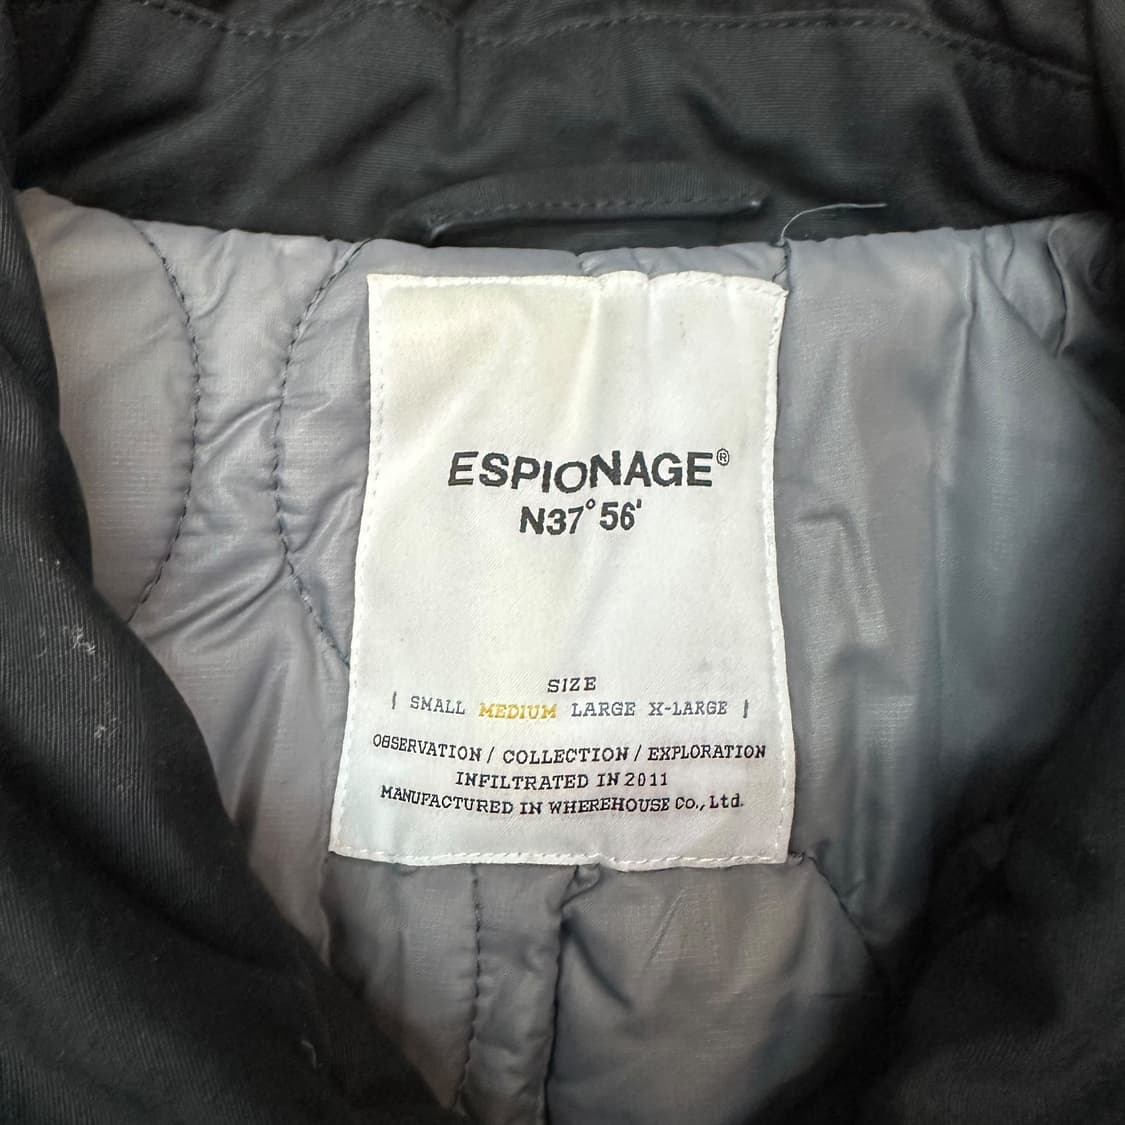 ESPIONAGE®
N37°56'
SIZE
| SMALL MEDIUM LARGE X-LARGE |
OBSERVATION / COLLECTION / EXPLORATION
INFILTRATED IN 2011
MANUFACTURED IN WHEREHOUSE Co., Ltd.